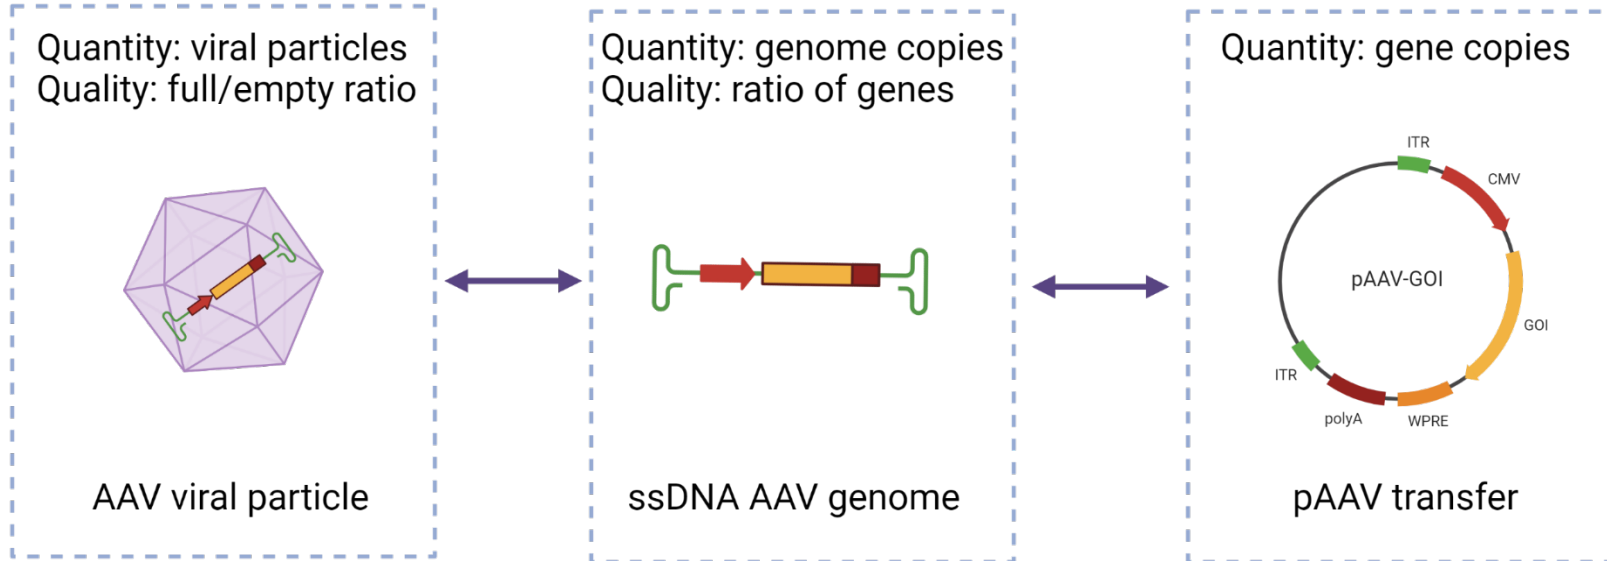 Quantity: viral particles
Quality: full/empty ratio
AAV viral particle
Quantity: genome copies
Quality: ratio of genes
ssDNA AAV genome
Quantity: gene copies
ITR
CMV
pAAV-GOI
GOI
ITR
polyA
WPRE
pAAV transfer